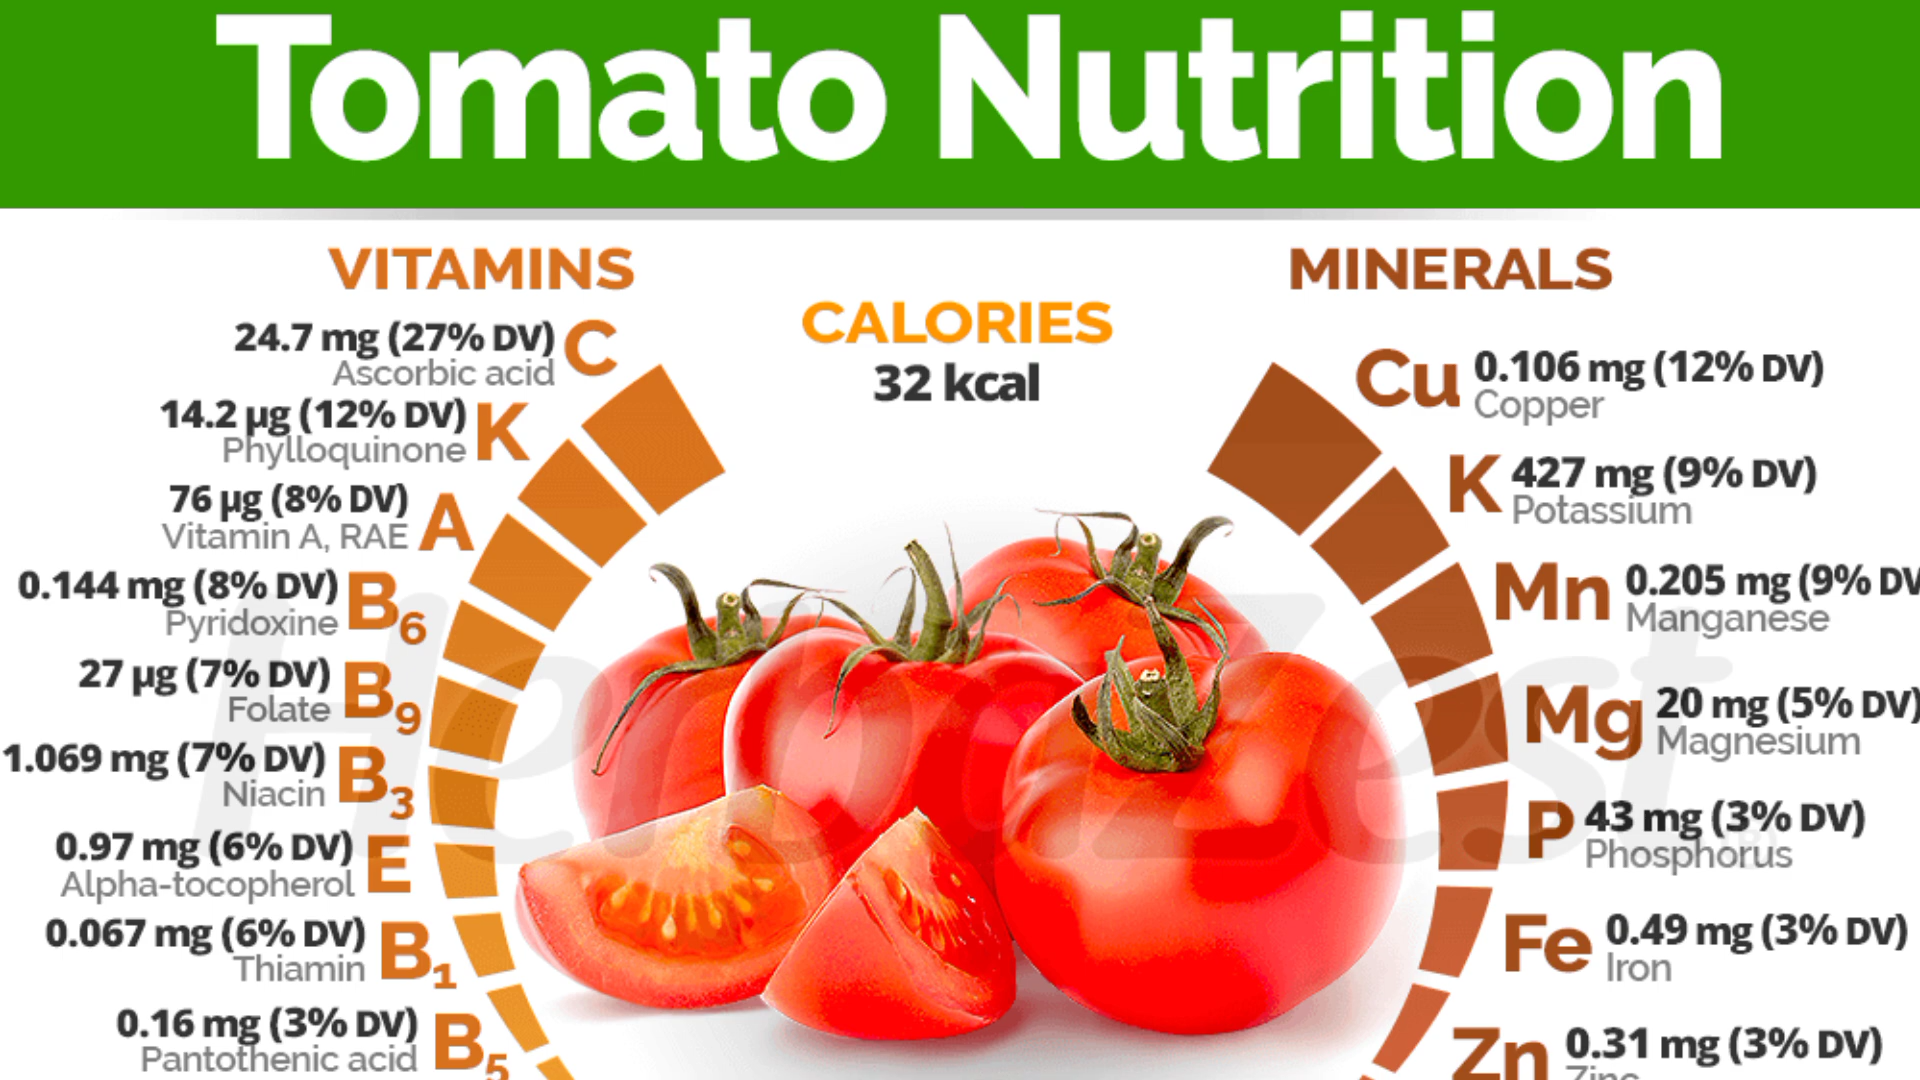 Tomato Nutrition
VITAMINS
24.7 mg (27% DV) C
Ascorbic acid
14.2 µg (12% DV) K
Phylloquinone
76 µg (8% DV) A
Vitamin A, RAE
0.144 mg (8% DV) B6
Pyridoxine
27 µg (7% DV) B9
Folate
1.069 mg (7% DV) B3
Niacin
0.97 mg (6% DV) E
Alpha-tocopherol
0.067 mg (6% DV) B1
Thiamin
0.16 mg (3% DV) B5
Pantothenic acid
CALORIES
32 kcal
MINERALS
Cu 0.106 mg (12% DV)
Copper
K 427 mg (9% DV)
Potassium
Mn 0.205 mg (9% DV
Manganese
Mg 20 mg (5% DV)
Magnesium
P 43 mg (3% DV)
Phosphorus
Fe 0.49 mg (3% DV)
Iron
Zn 0.31 mg (3% DV)
Zinc
HerbaZest